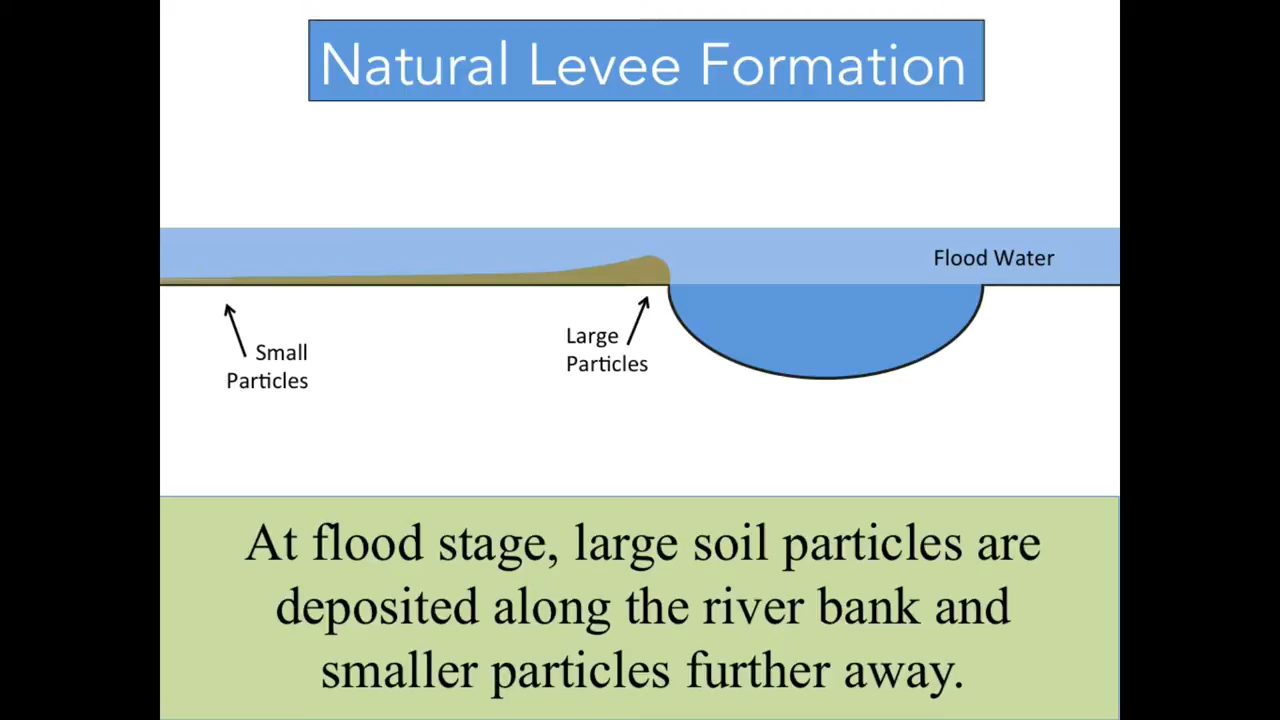 Natural Levee Formation
Flood Water
Large
Particles
Small
Particles
At flood stage, large soil particles are
deposited along the river bank and
smaller particles further away.